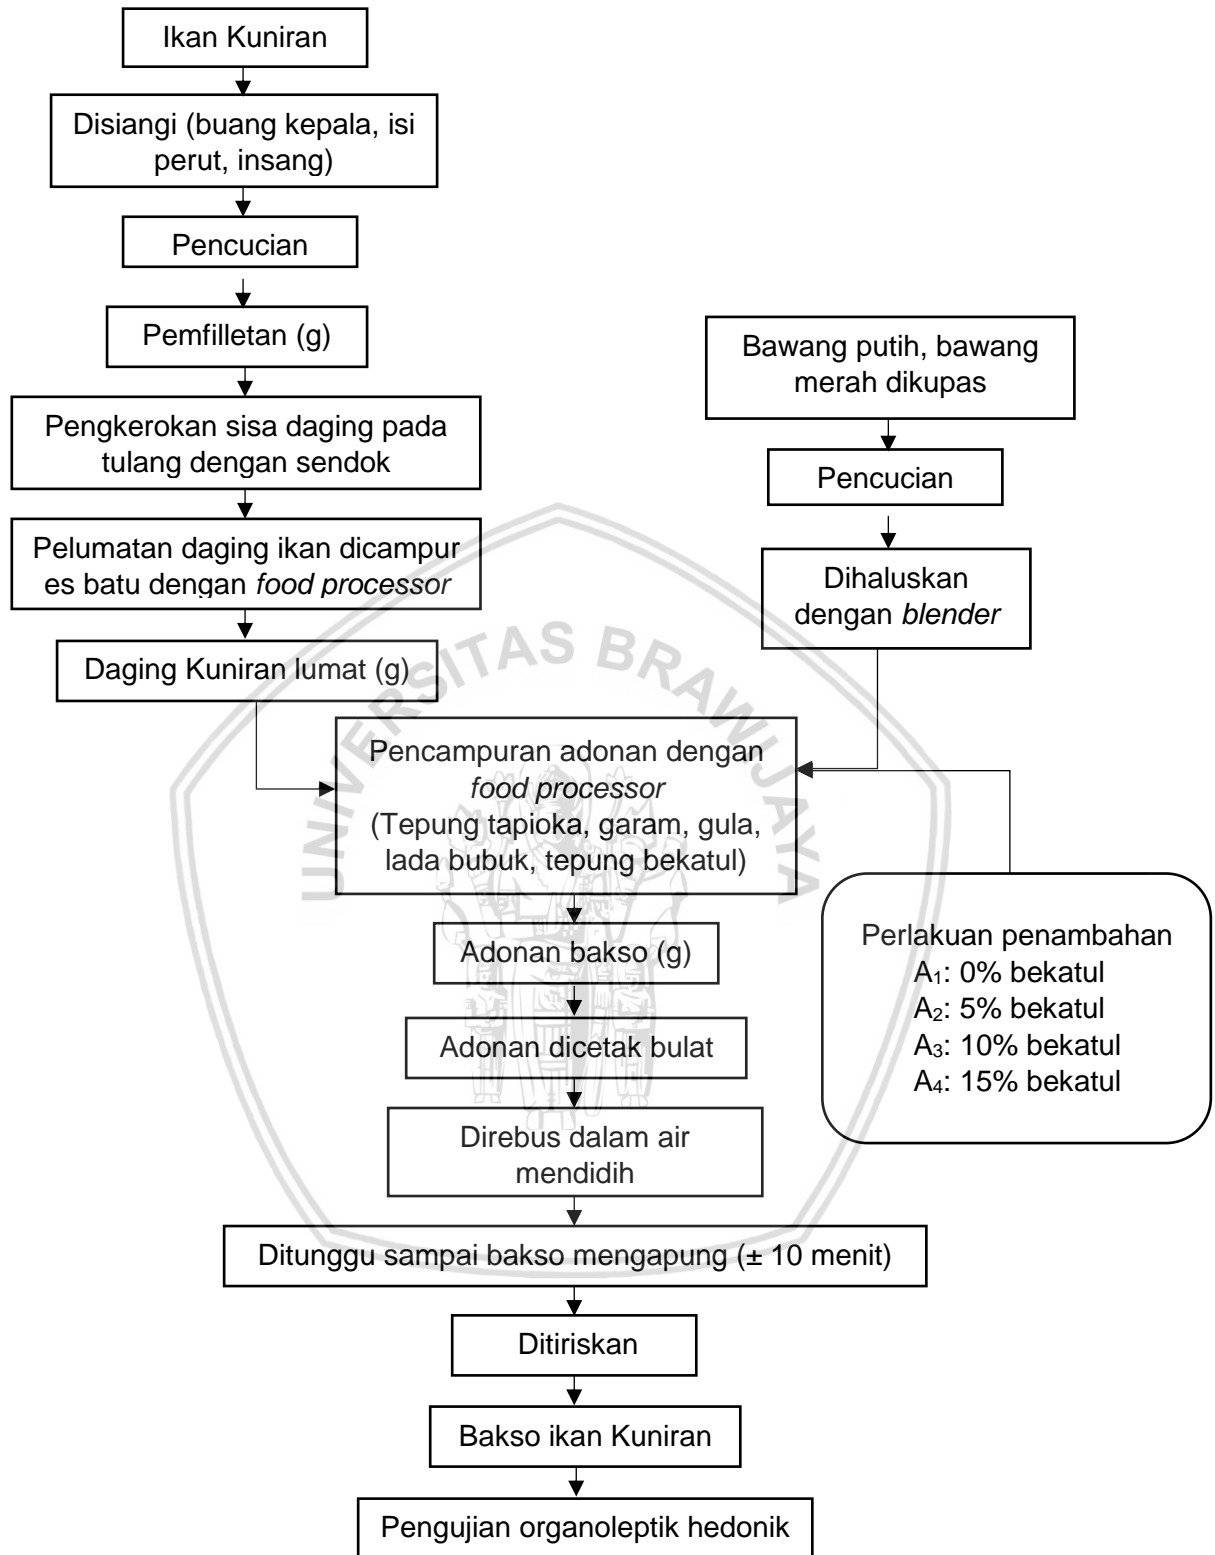 Ikan Kuniran
Disiangi (buang kepala, isi
perut, insang)
Pencucian
Pemfilletan (g)
Pengkerokan sisa daging pada
tulang dengan sendok
Pelumatan daging ikan dicampur
es batu dengan food processor
Daging Kuniran lumat (g)
Bawang putih, bawang
merah dikupas
Pencucian
Dihaluskan
dengan blender
Pencampuran adonan dengan
food processor
(Tepung tapioka, garam, gula,
lada bubuk, tepung bekatul)
Perlakuan penambahan
A₁: 0% bekatul
A₂: 5% bekatul
A₃: 10% bekatul
A₄: 15% bekatul
Adonan bakso (g)
Adonan dicetak bulat
Direbus dalam air
mendidih
Ditunggu sampai bakso mengapung (± 10 menit)
Ditiriskan
Bakso ikan Kuniran
Pengujian organoleptik hedonik
UNIVERSITAS BRAWIJAYA